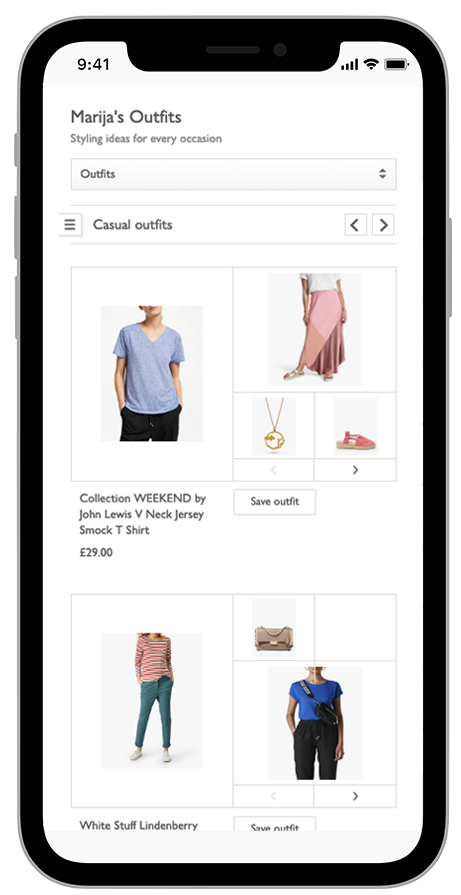 9:41
Marija's Outfits
Styling ideas for every occasion
Outfits
Casual outfits
Collection WEEKEND by
John Lewis V Neck Jersey
Smock T Shirt
£29.00
Save outfit
White Stuff Lindenberry
Save outfit